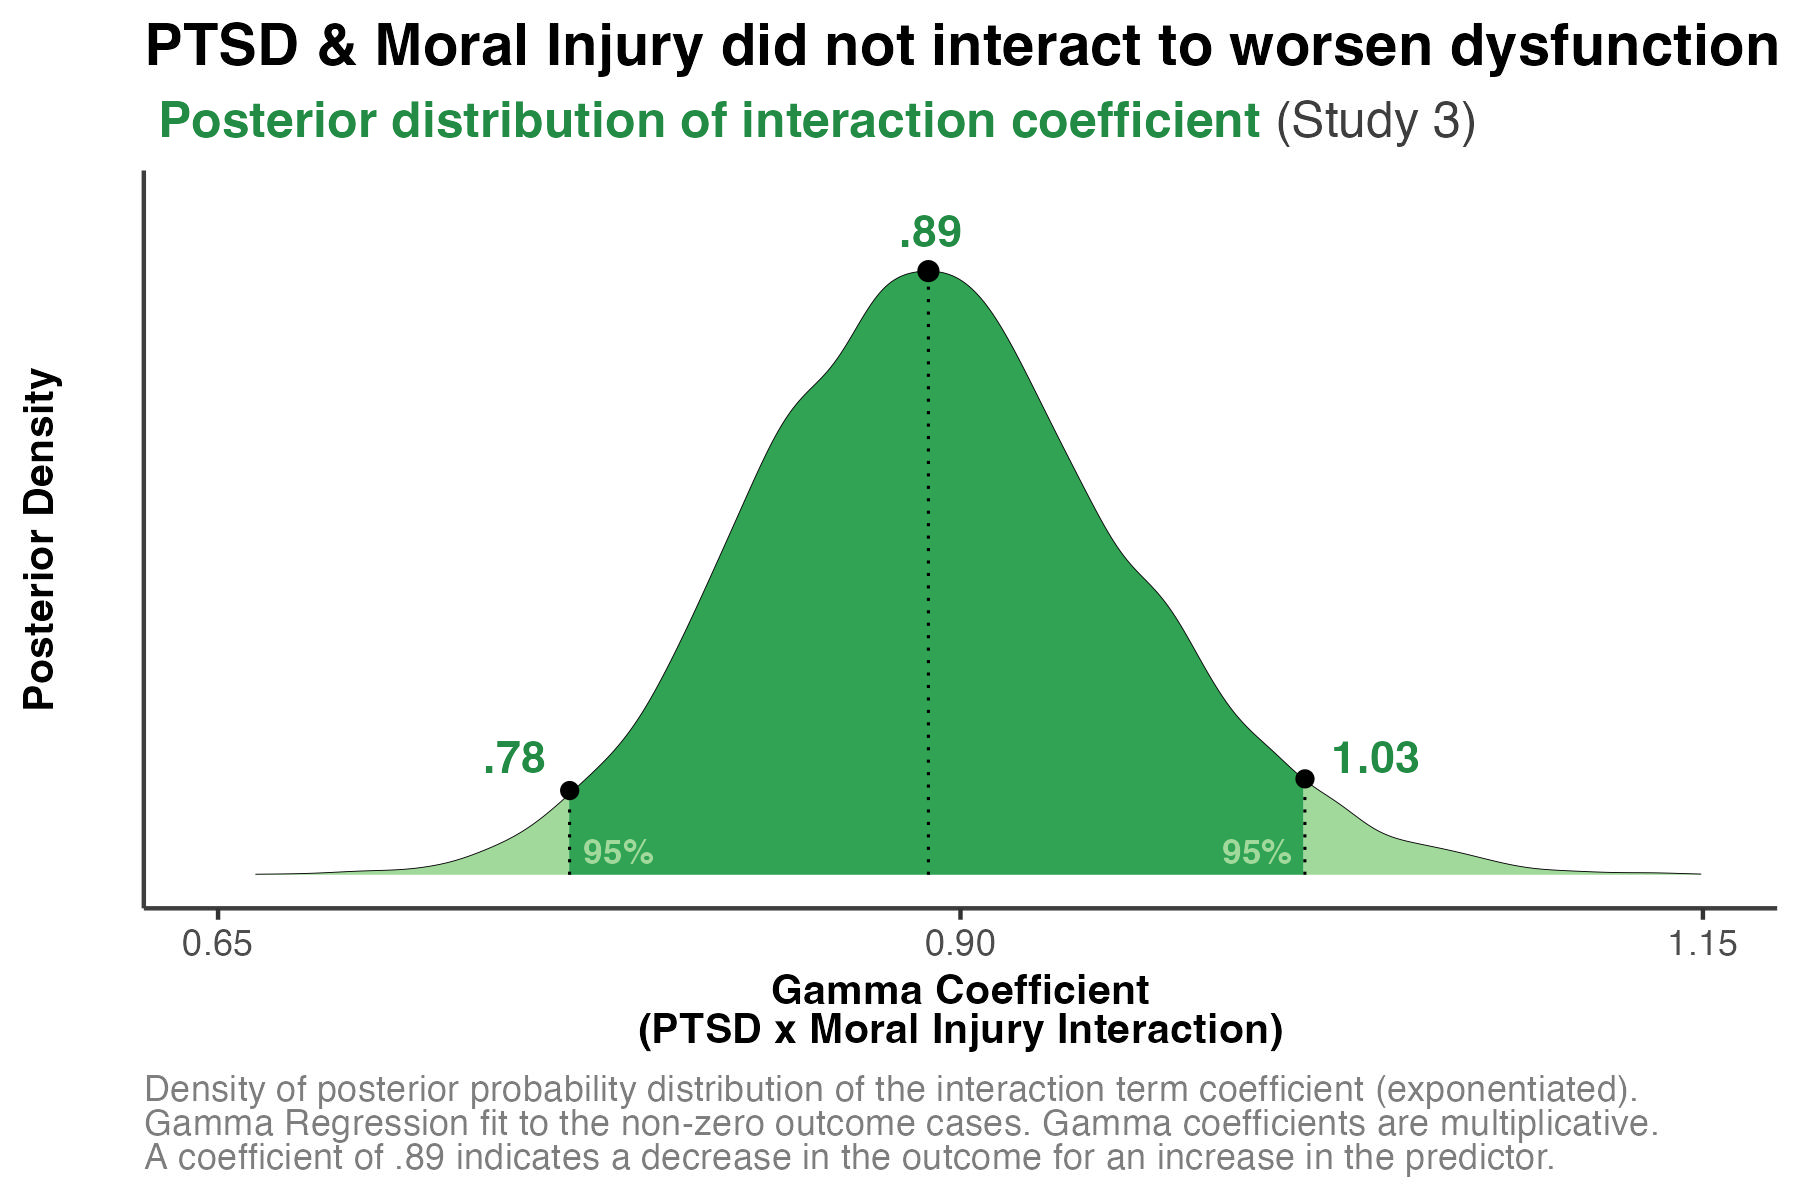 PTSD & Moral Injury did not interact to worsen dysfunction
Posterior distribution of interaction coefficient (Study 3)
.89
Posterior Density
.78
1.03
95%
95%
0.65
0.90
1.15
Gamma Coefficient
(PTSD x Moral Injury Interaction)
Density of posterior probability distribution of the interaction term coefficient (exponentiated).
Gamma Regression fit to the non-zero outcome cases. Gamma coefficients are multiplicative.
A coefficient of .89 indicates a decrease in the outcome for an increase in the predictor.